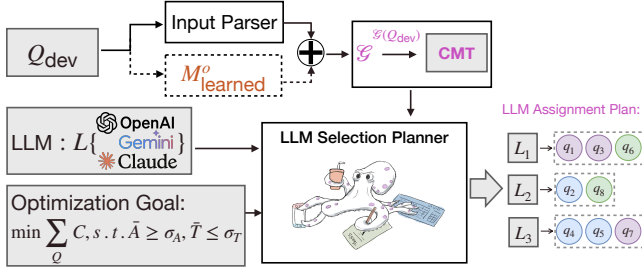 Q_dev
Input Parser
M^o_learned
𝒢
𝒢(Q_dev)
CMT
LLM : L{
OpenAI
Gemini
Claude
}
LLM Selection Planner
Optimization Goal:
min ∑_Q C, s . t . Ā ≥ σ_A, T̄ ≤ σ_T
LLM Assignment Plan:
L_1 q_1 q_3 q_6
L_2 q_2 q_8
L_3 q_4 q_5 q_7